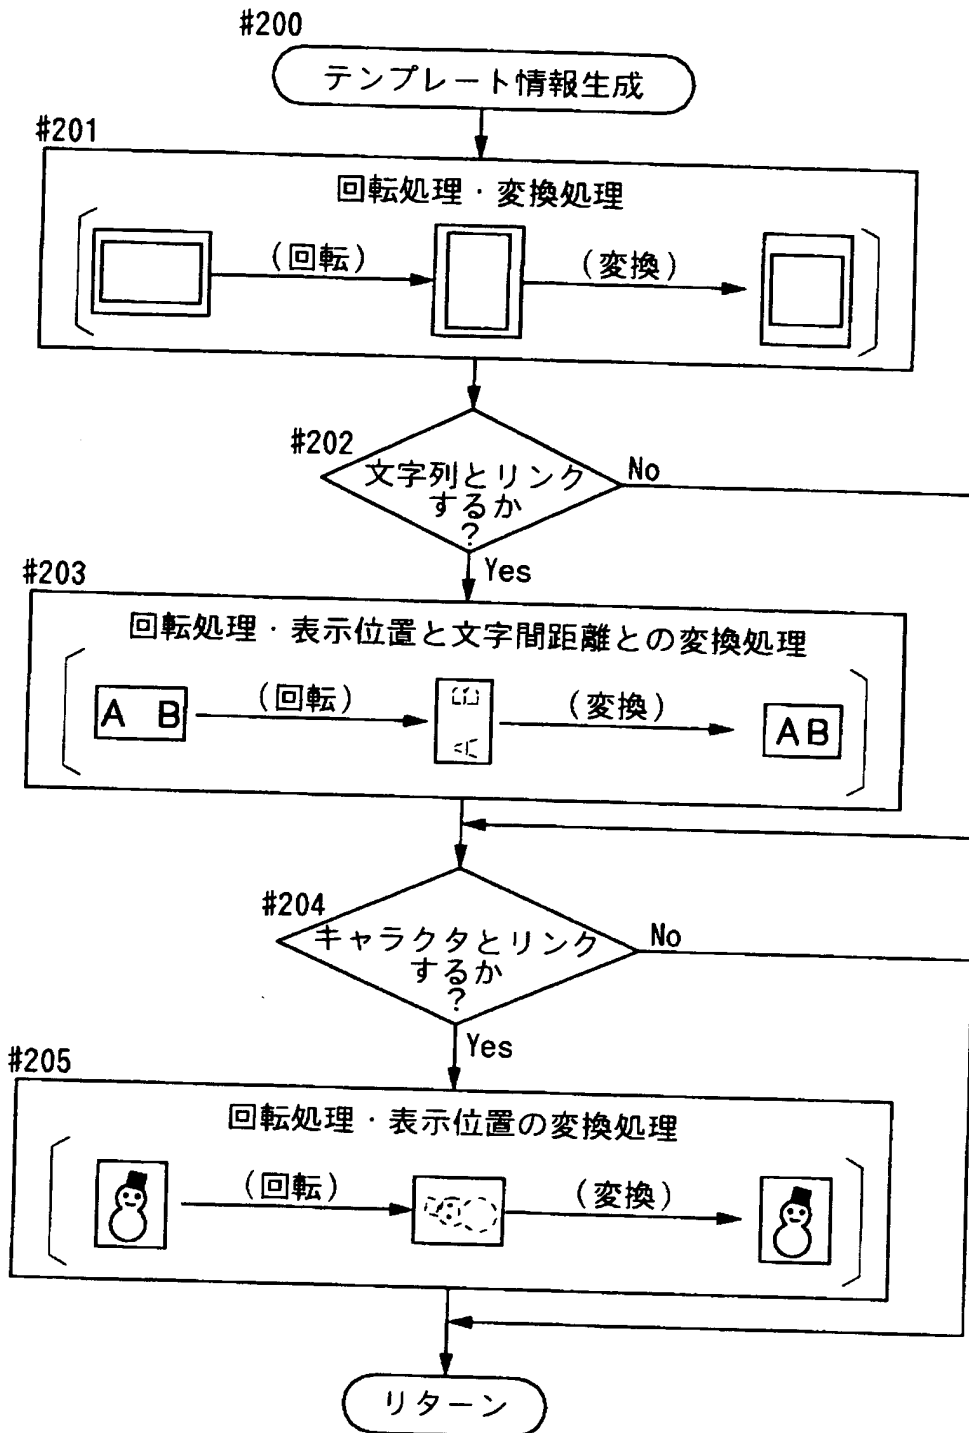 #200
テンプレート情報生成
#201
回転処理・変換処理
(回転)
(変換)
#202
文字列とリンク
するか
?
No
Yes
#203
回転処理・表示位置と文字間距離との変換処理
A B
(回転)
A B
(変換)
AB
#204
キャラクタとリンク
するか
?
No
Yes
#205
回転処理・表示位置の変換処理
(回転)
(変換)
リターン